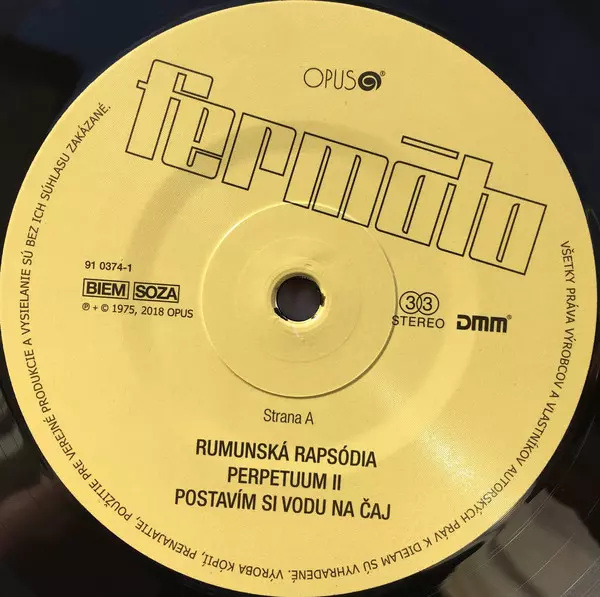 OPUS®
fermáta
91 0374-1
BIEM SOZA
℗ + © 1975, 2018 OPUS
33
STEREO DMM®
Strana A
RUMUNSKÁ RAPSÓDIA
PERPETUUM II
POSTAVÍM SI VODU NA ČAJ
VŠETKY PRÁVA VÝROBCOV A VLASTNÍKOV AUTORSKÝCH PRÁV K DIELAM SÚ VYHRADENÉ. VÝROBA KÓPIÍ, PRENAJATIE, POUŽITIE PRE VEREJNÉ PRODUKCIE A VYSIELANIE SÚ BEZ ICH SÚHLASU ZAKÁZANÉ.